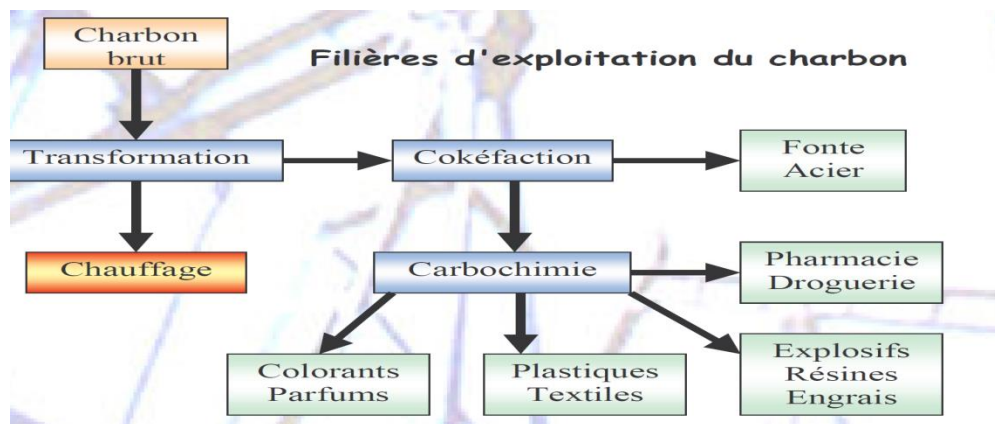 Charbon
brut
Filières d'exploitation du charbon
Transformation
Cokéfaction
Fonte
Acier
Chauffage
Carbochimie
Pharmacie
Droguerie
Colorants
Parfums
Plastiques
Textiles
Explosifs
Résines
Engrais